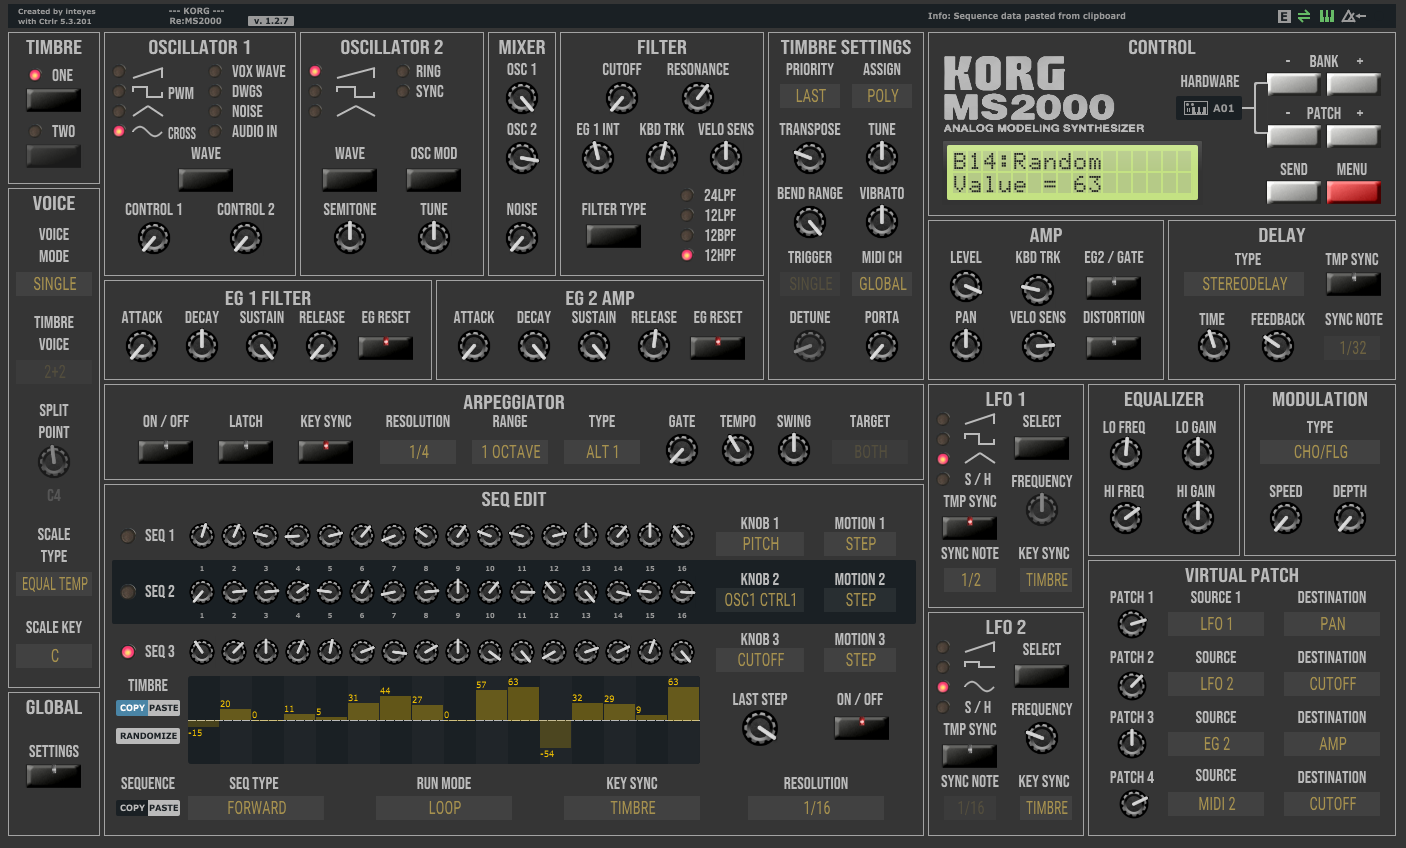 Created by inteyes
with Ctrlr 5.3.201
--- KORG ---
Re:MS2000
v. 1.2.7
Info: Sequence data pasted from clipboard
E
TIMBRE
ONE
TWO
VOICE
VOICE
MODE
SINGLE
TIMBRE
VOICE
2+2
SPLIT
POINT
C4
SCALE
TYPE
EQUAL TEMP
SCALE KEY
C
GLOBAL
SETTINGS
OSCILLATOR 1
VOX WAVE
PWM
DWGS
NOISE
CROSS
AUDIO IN
WAVE
CONTROL 1
CONTROL 2
OSCILLATOR 2
RING
SYNC
WAVE
OSC MOD
SEMITONE
TUNE
MIXER
OSC 1
OSC 2
NOISE
FILTER
CUTOFF
RESONANCE
EG 1 INT
KBD TRK
VELO SENS
FILTER TYPE
24LPF
12LPF
12BPF
12HPF
TIMBRE SETTINGS
PRIORITY
ASSIGN
LAST
POLY
TRANSPOSE
TUNE
BEND RANGE
VIBRATO
TRIGGER
MIDI CH
SINGLE
GLOBAL
DETUNE
PORTA
CONTROL
KORG
MS2000
ANALOG MODELING SYNTHESIZER
HARDWARE
A01
- BANK +
- PATCH +
SEND
MENU
B14:Random
Value = 63
EG 1 FILTER
ATTACK
DECAY
SUSTAIN
RELEASE
EG RESET
EG 2 AMP
ATTACK
DECAY
SUSTAIN
RELEASE
EG RESET
AMP
LEVEL
KBD TRK
EG2 / GATE
PAN
VELO SENS
DISTORTION
DELAY
TYPE
TMP SYNC
STEREODELAY
TIME
FEEDBACK
SYNC NOTE
1/32
ARPEGGIATOR
ON / OFF
LATCH
KEY SYNC
RESOLUTION
RANGE
TYPE
GATE
TEMPO
SWING
TARGET
1/4
1 OCTAVE
ALT 1
BOTH
LFO 1
SELECT
S / H
FREQUENCY
TMP SYNC
SYNC NOTE
KEY SYNC
1/2
TIMBRE
EQUALIZER
LO FREQ
LO GAIN
HI FREQ
HI GAIN
MODULATION
TYPE
CHO/FLG
SPEED
DEPTH
SEQ EDIT
SEQ 1
KNOB 1
MOTION 1
PITCH
STEP
1 2 3 4 5 6 7 8 9 10 11 12 13 14 15 16
SEQ 2
KNOB 2
MOTION 2
OSC1 CTRL1
STEP
1 2 3 4 5 6 7 8 9 10 11 12 13 14 15 16
SEQ 3
KNOB 3
MOTION 3
CUTOFF
STEP
TIMBRE
COPY PASTE
RANDOMIZE
-15 20 0 11 5 31 44 27 0 57 63 -54 32 29 9 63
LAST STEP
ON / OFF
SEQUENCE
COPY PASTE
SEQ TYPE
RUN MODE
KEY SYNC
RESOLUTION
FORWARD
LOOP
TIMBRE
1/16
LFO 2
SELECT
S / H
FREQUENCY
TMP SYNC
SYNC NOTE
KEY SYNC
1/16
TIMBRE
VIRTUAL PATCH
PATCH 1
SOURCE 1
DESTINATION
LFO 1
PAN
PATCH 2
SOURCE
DESTINATION
LFO 2
CUTOFF
PATCH 3
SOURCE
DESTINATION
EG 2
AMP
PATCH 4
SOURCE
DESTINATION
MIDI 2
CUTOFF